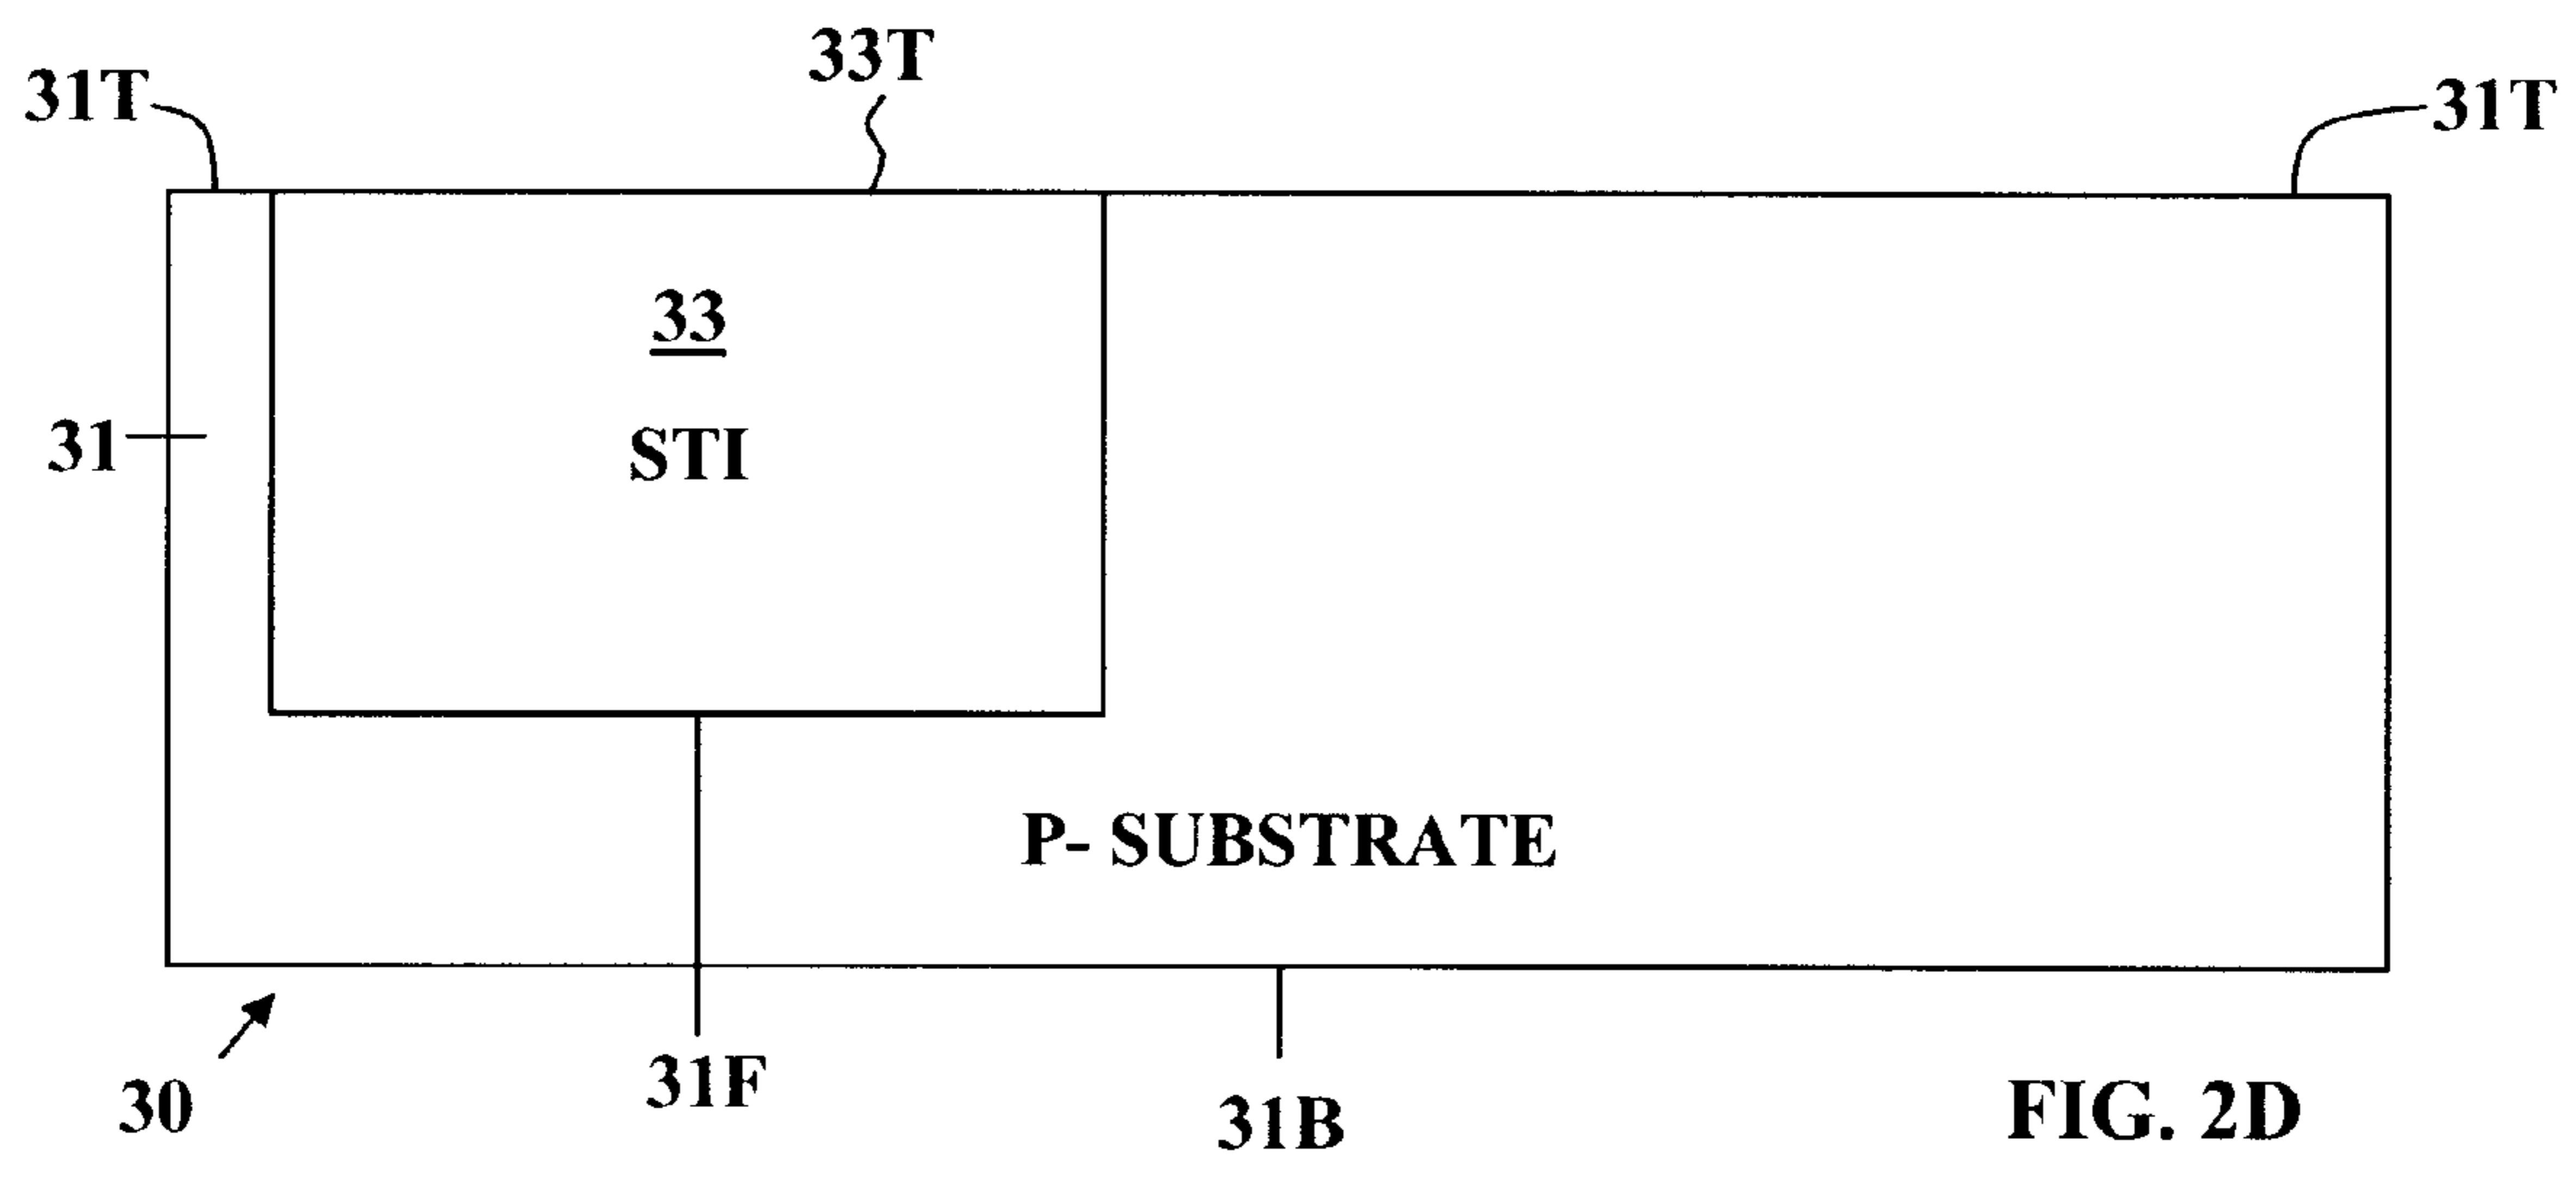 33T
31T
31T
33
31
STI
P- SUBSTRATE
30
31F
31B
FIG. 2D